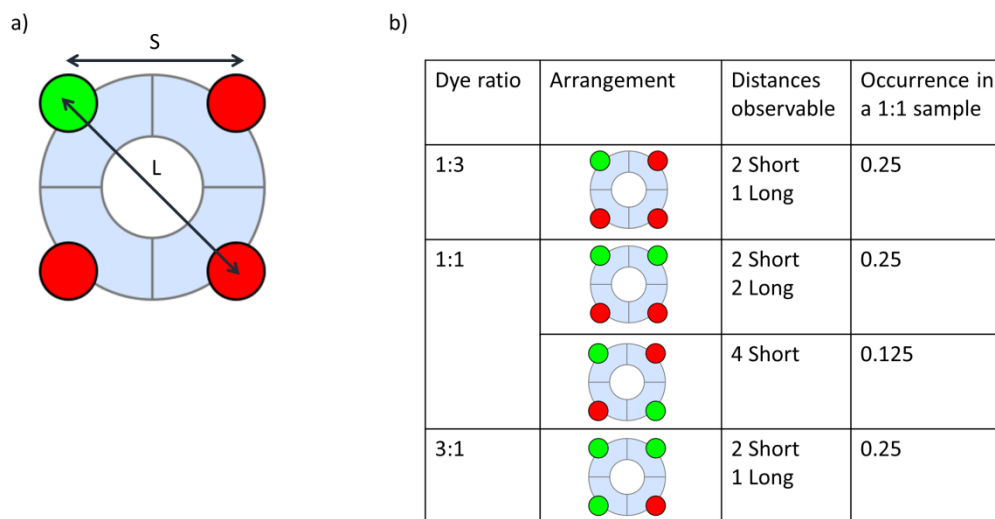 a)
S
L
b)
Dye ratio
Arrangement
Distances
observable
Occurrence in
a 1:1 sample
1:3
2 Short
1 Long
0.25
1:1
2 Short
2 Long
0.25
4 Short
0.125
3:1
2 Short
1 Long
0.25